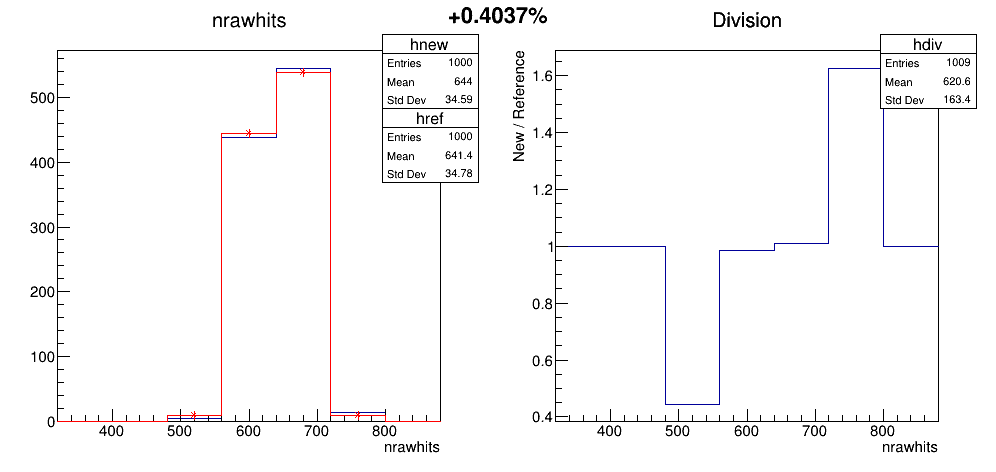 +0.4037%
nrawhits
hnew
Entries 1000
Mean 644
Std Dev 34.59
href
Entries 1000
Mean 641.4
Std Dev 34.78
500
400
300
200
100
0
400 500 600 700 800
nrawhits
Division
hdiv
Entries 1009
Mean 620.6
Std Dev 163.4
New / Reference
1.6
1.4
1.2
1
0.8
0.6
0.4
400 500 600 700 800
nrawhits